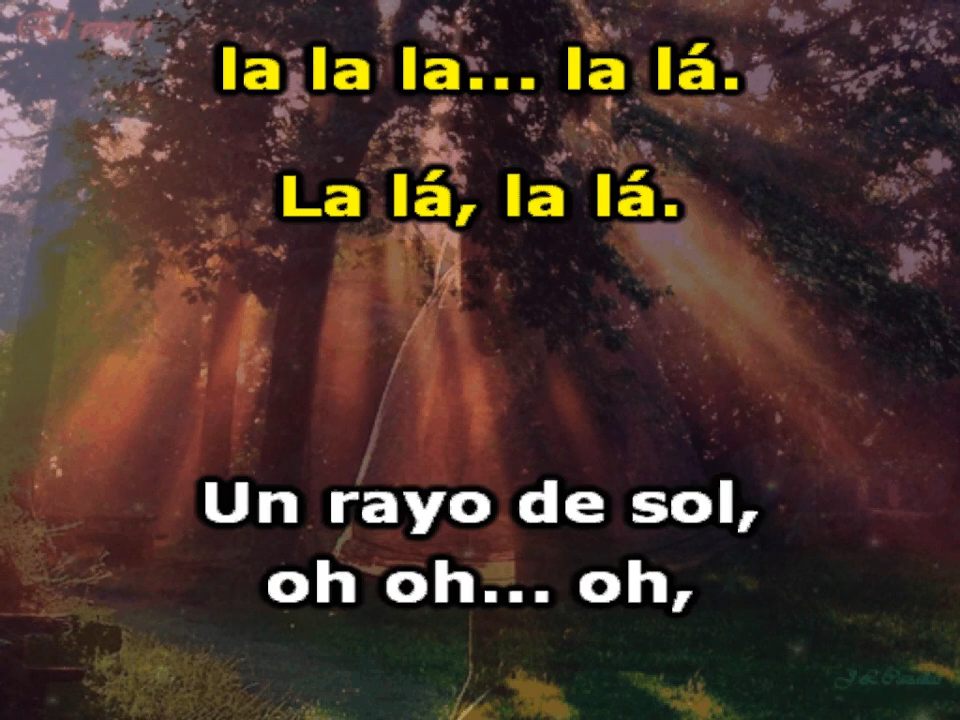 la la la... la lá.
La lá, la lá.
Un rayo de sol,
oh oh... oh,